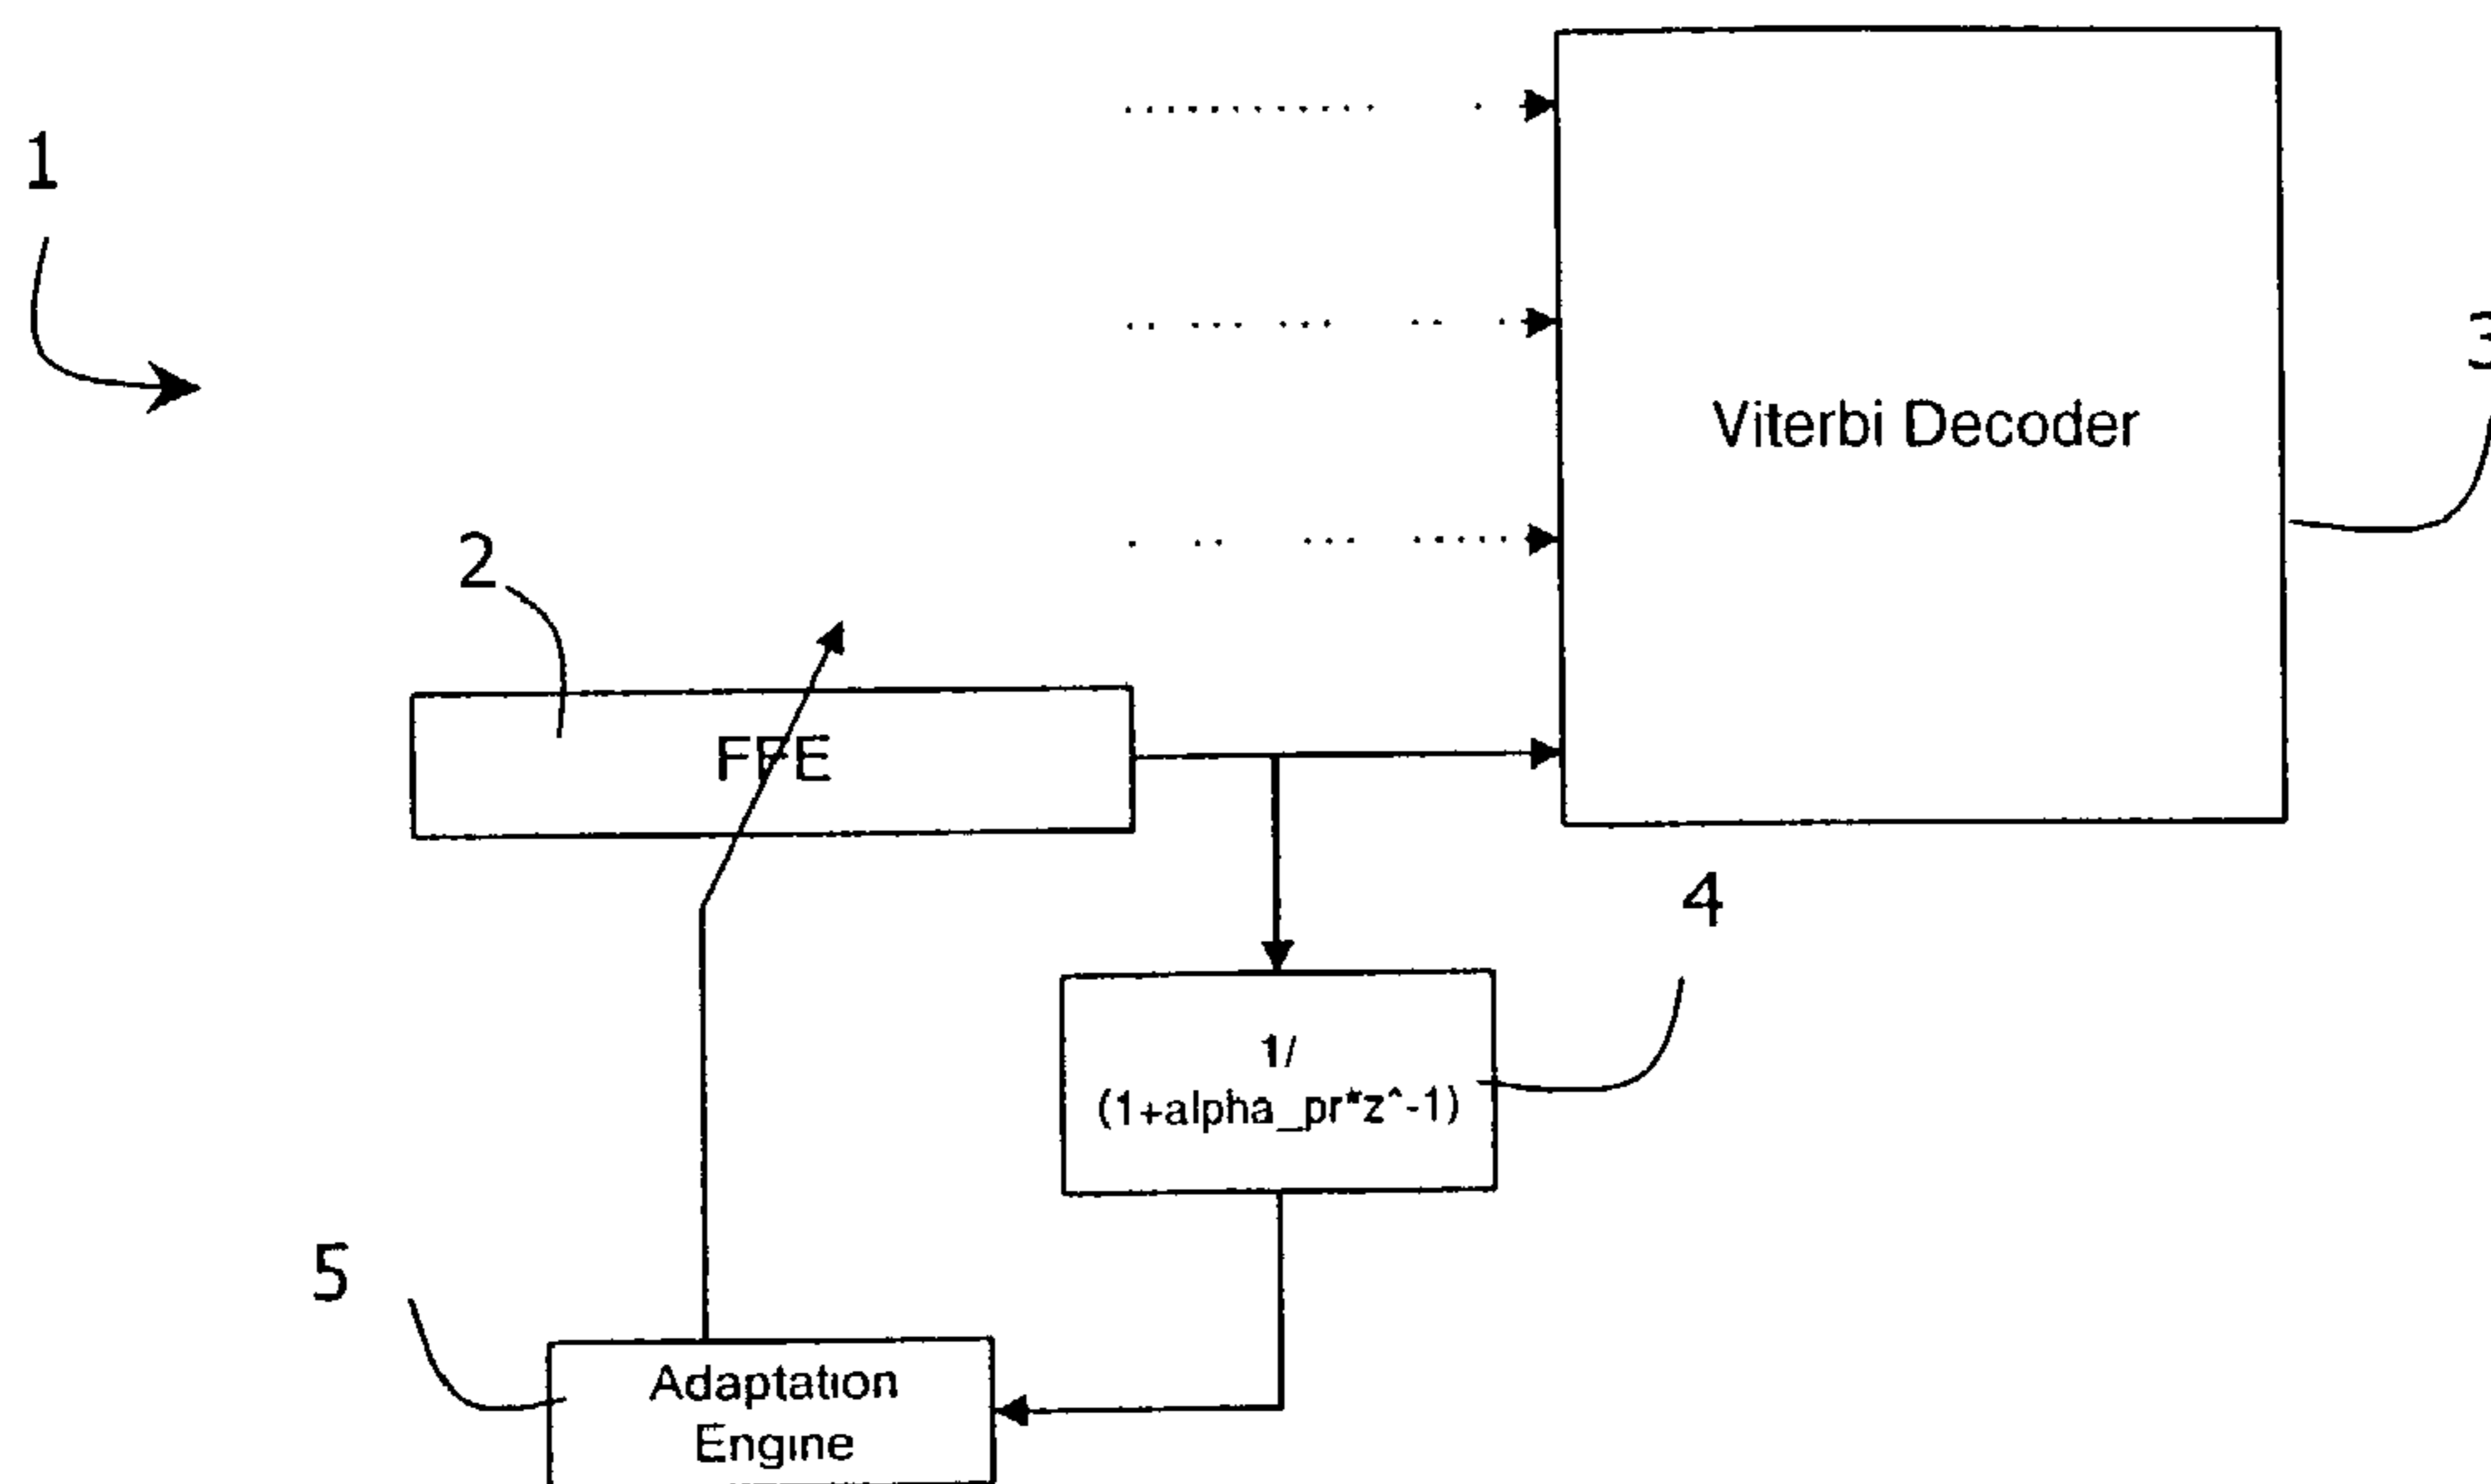 1
3
Viterbi Decoder
2
FFE
4
1/
(1+alpha_pr*z^-1)
5
Adaptation
Engine